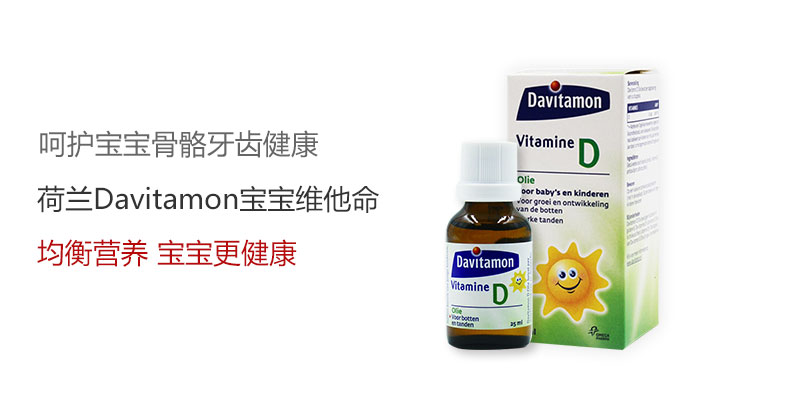 呵护宝宝骨骼牙齿健康
荷兰Davitamon宝宝维他命
均衡营养 宝宝更健康
Davitamon
Vitamine D
Olie
voor baby's en kinderen
voor groei en ontwikkeling
van de botten
tanden
Davitamon
Vitamine D
Olie
Voor botten
en tanden
25 ml